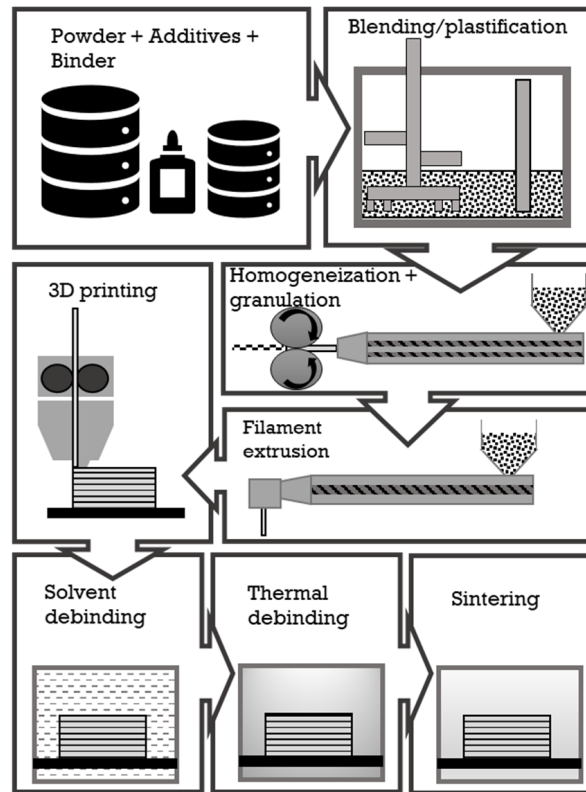 Powder + Additives +
Binder
Blending/plastification
Homogeneization +
granulation
3D printing
Filament
extrusion
Solvent
debinding
Thermal
debinding
Sintering